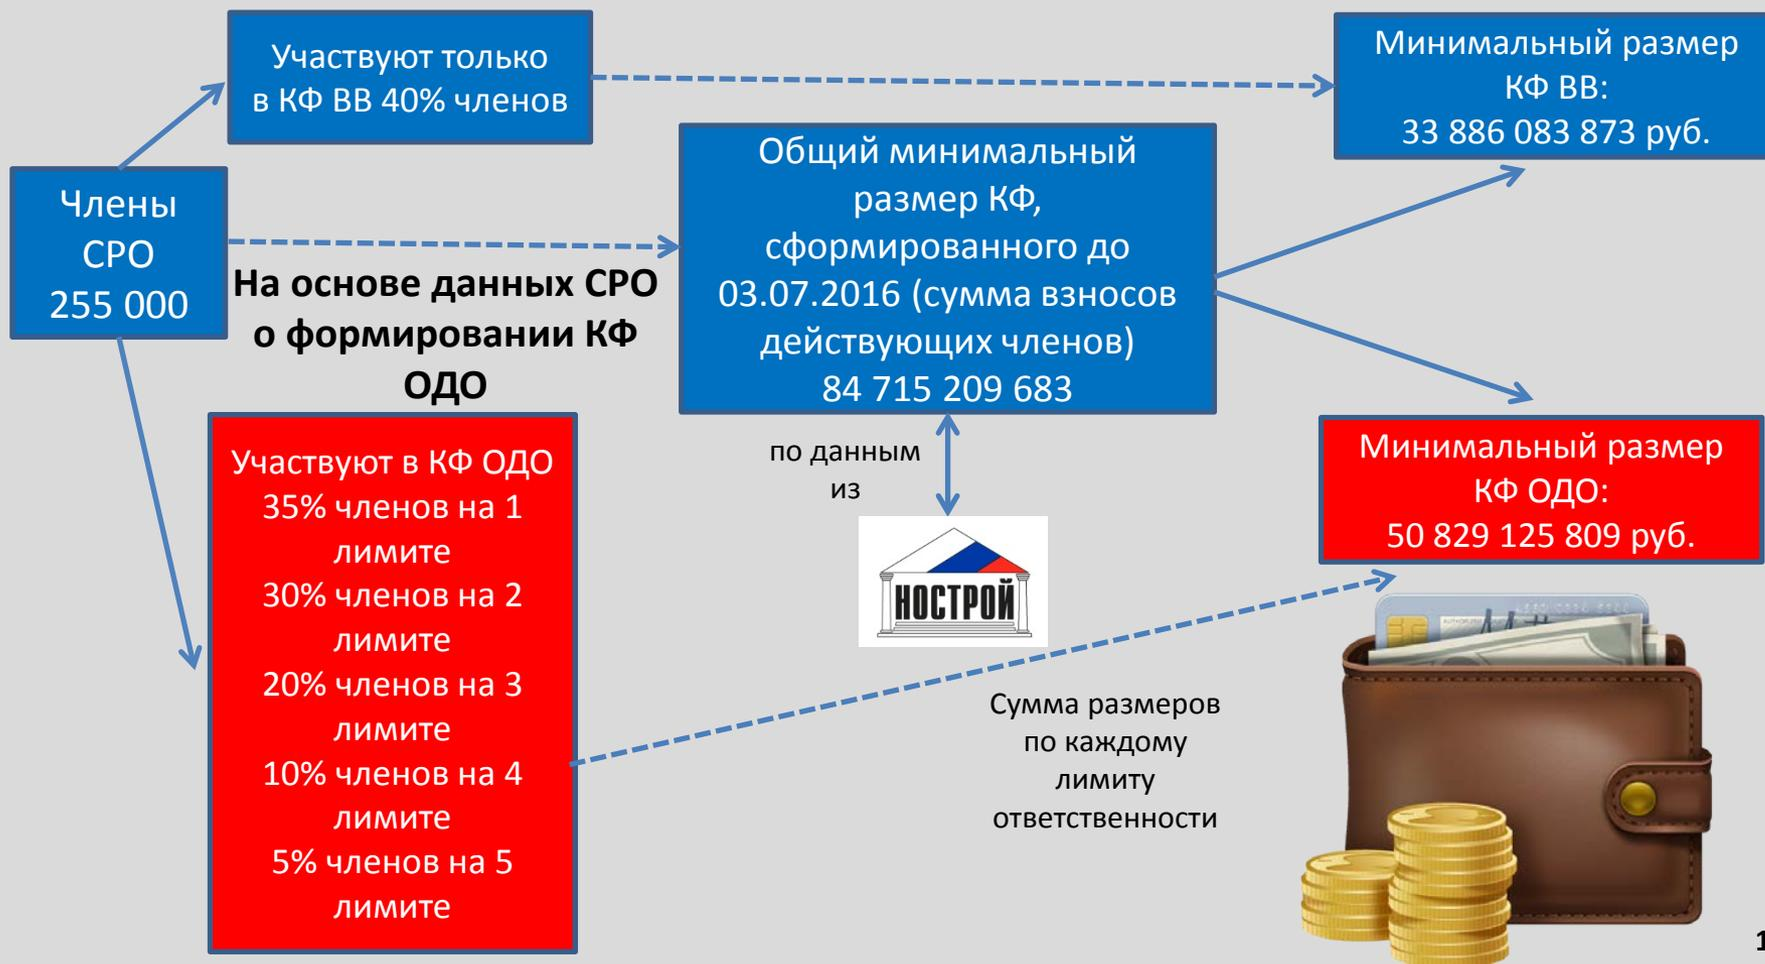 Участвуют только
в КФ ВВ 40% членов
Минимальный размер
КФ ВВ:
33 886 083 873 руб.
Члены
СРО
255 000
На основе данных СРО
о формировании КФ
ОДО
Общий минимальный
размер КФ,
сформированного до
03.07.2016 (сумма взносов
действующих членов)
84 715 209 683
Участвуют в КФ ОДО
35% членов на 1
лимите
30% членов на 2
лимите
20% членов на 3
лимите
10% членов на 4
лимите
5% членов на 5
лимите
по данным
из
НОСТРОЙ
Минимальный размер
КФ ОДО:
50 829 125 809 руб.
Сумма размеров
по каждому
лимиту
ответственности
1